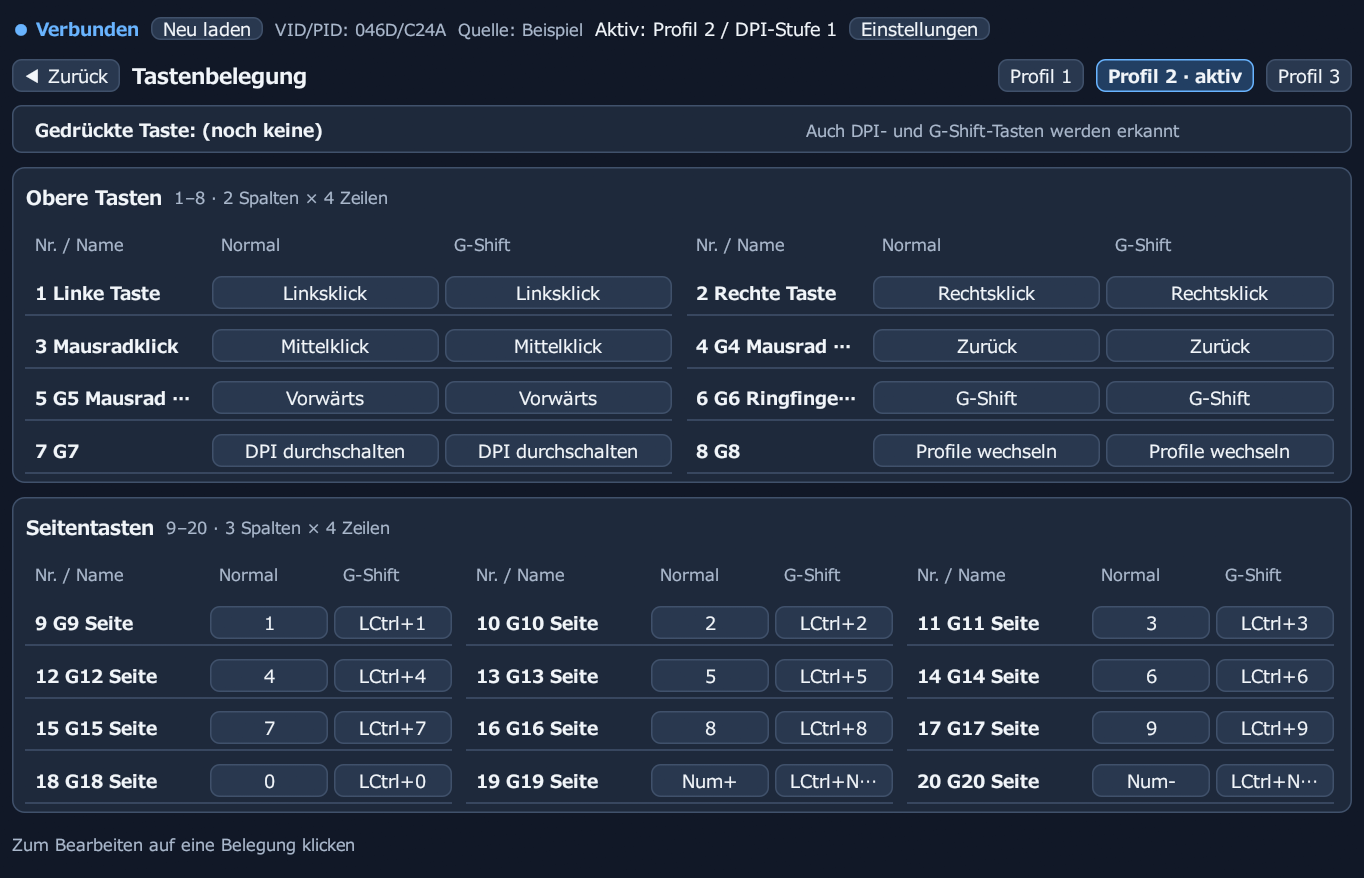 Verbunden Neu laden VID/PID: 046D/C24A Quelle: Beispiel Aktiv: Profil 2 / DPI-Stufe 1 Einstellungen
◀ Zurück Tastenbelegung Profil 1 Profil 2 · aktiv Profil 3
Gedrückte Taste: (noch keine) Auch DPI- und G-Shift-Tasten werden erkannt
Obere Tasten 1–8 · 2 Spalten × 4 Zeilen
Nr. / Name Normal G-Shift Nr. / Name Normal G-Shift
1 Linke Taste Linksklick Linksklick 2 Rechte Taste Rechtsklick Rechtsklick
3 Mausradklick Mittelklick Mittelklick 4 G4 Mausrad ··· Zurück Zurück
5 G5 Mausrad ··· Vorwärts Vorwärts 6 G6 Ringfinge··· G-Shift G-Shift
7 G7 DPI durchschalten DPI durchschalten 8 G8 Profile wechseln Profile wechseln
Seitentasten 9–20 · 3 Spalten × 4 Zeilen
Nr. / Name Normal G-Shift Nr. / Name Normal G-Shift Nr. / Name Normal G-Shift
9 G9 Seite 1 LCtrl+1 10 G10 Seite 2 LCtrl+2 11 G11 Seite 3 LCtrl+3
12 G12 Seite 4 LCtrl+4 13 G13 Seite 5 LCtrl+5 14 G14 Seite 6 LCtrl+6
15 G15 Seite 7 LCtrl+7 16 G16 Seite 8 LCtrl+8 17 G17 Seite 9 LCtrl+9
18 G18 Seite 0 LCtrl+0 19 G19 Seite Num+ LCtrl+N··· 20 G20 Seite Num- LCtrl+N···
Zum Bearbeiten auf eine Belegung klicken